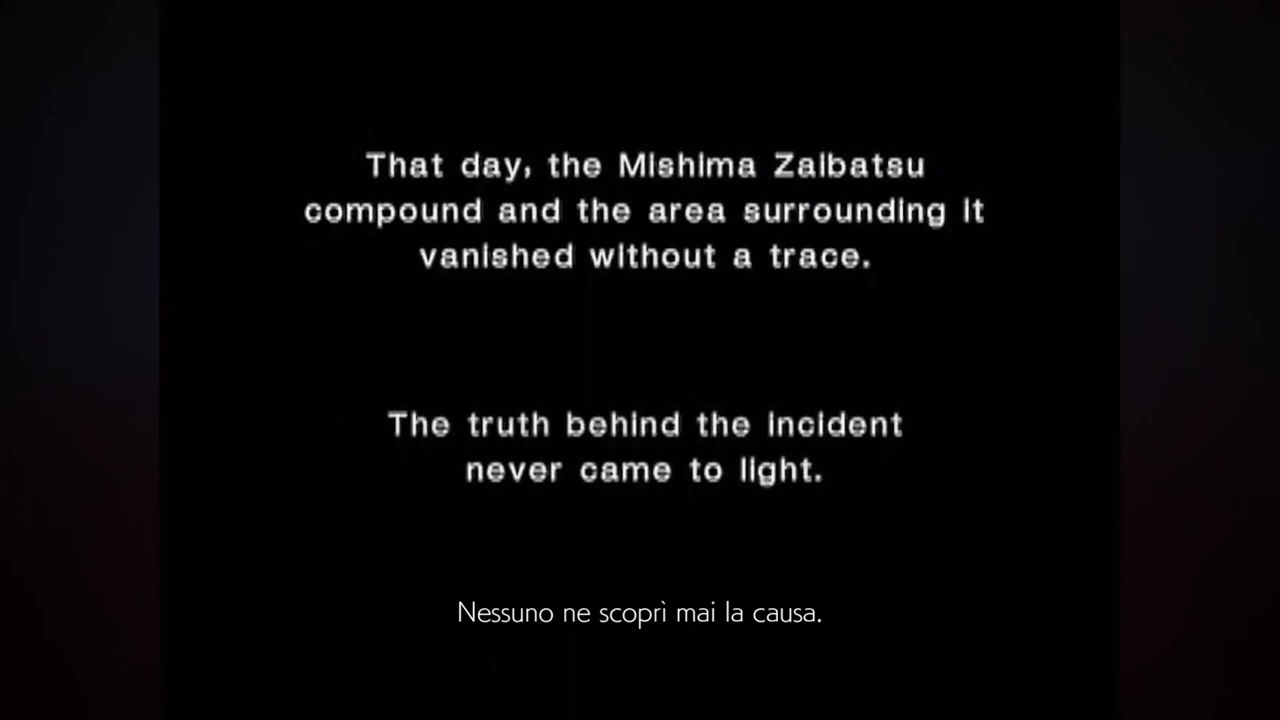 That day, the Mishima Zaibatsu
compound and the area surrounding it
vanished without a trace.
The truth behind the incident
never came to light.
Nessuno ne scoprì mai la causa.